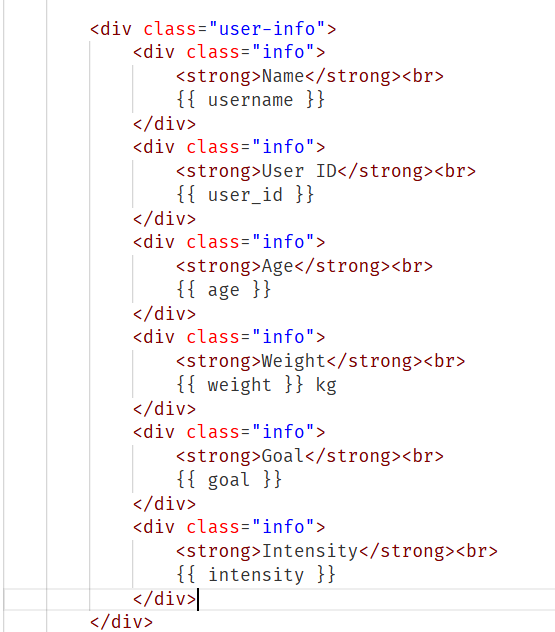 <div class="user-info">
<div class="info">
<strong>Name</strong><br>
{{ username }}
</div>
<div class="info">
<strong>User ID</strong><br>
{{ user_id }}
</div>
<div class="info">
<strong>Age</strong><br>
{{ age }}
</div>
<div class="info">
<strong>Weight</strong><br>
{{ weight }} kg
</div>
<div class="info">
<strong>Goal</strong><br>
{{ goal }}
</div>
<div class="info">
<strong>Intensity</strong><br>
{{ intensity }}
</div>
</div>